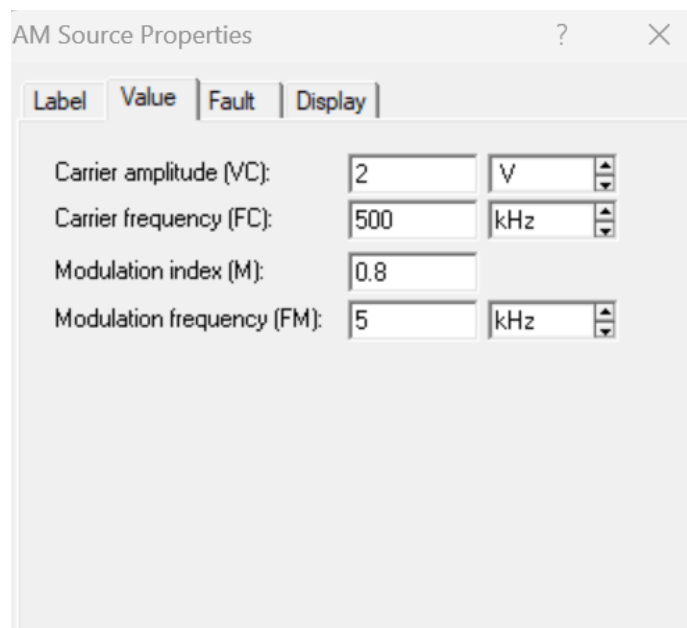 AM Source Properties ?
Label Value Fault Display
Carrier amplitude (VC): 2 V
Carrier frequency (FC): 500 kHz
Modulation index (M): 0.8
Modulation frequency (FM): 5 kHz